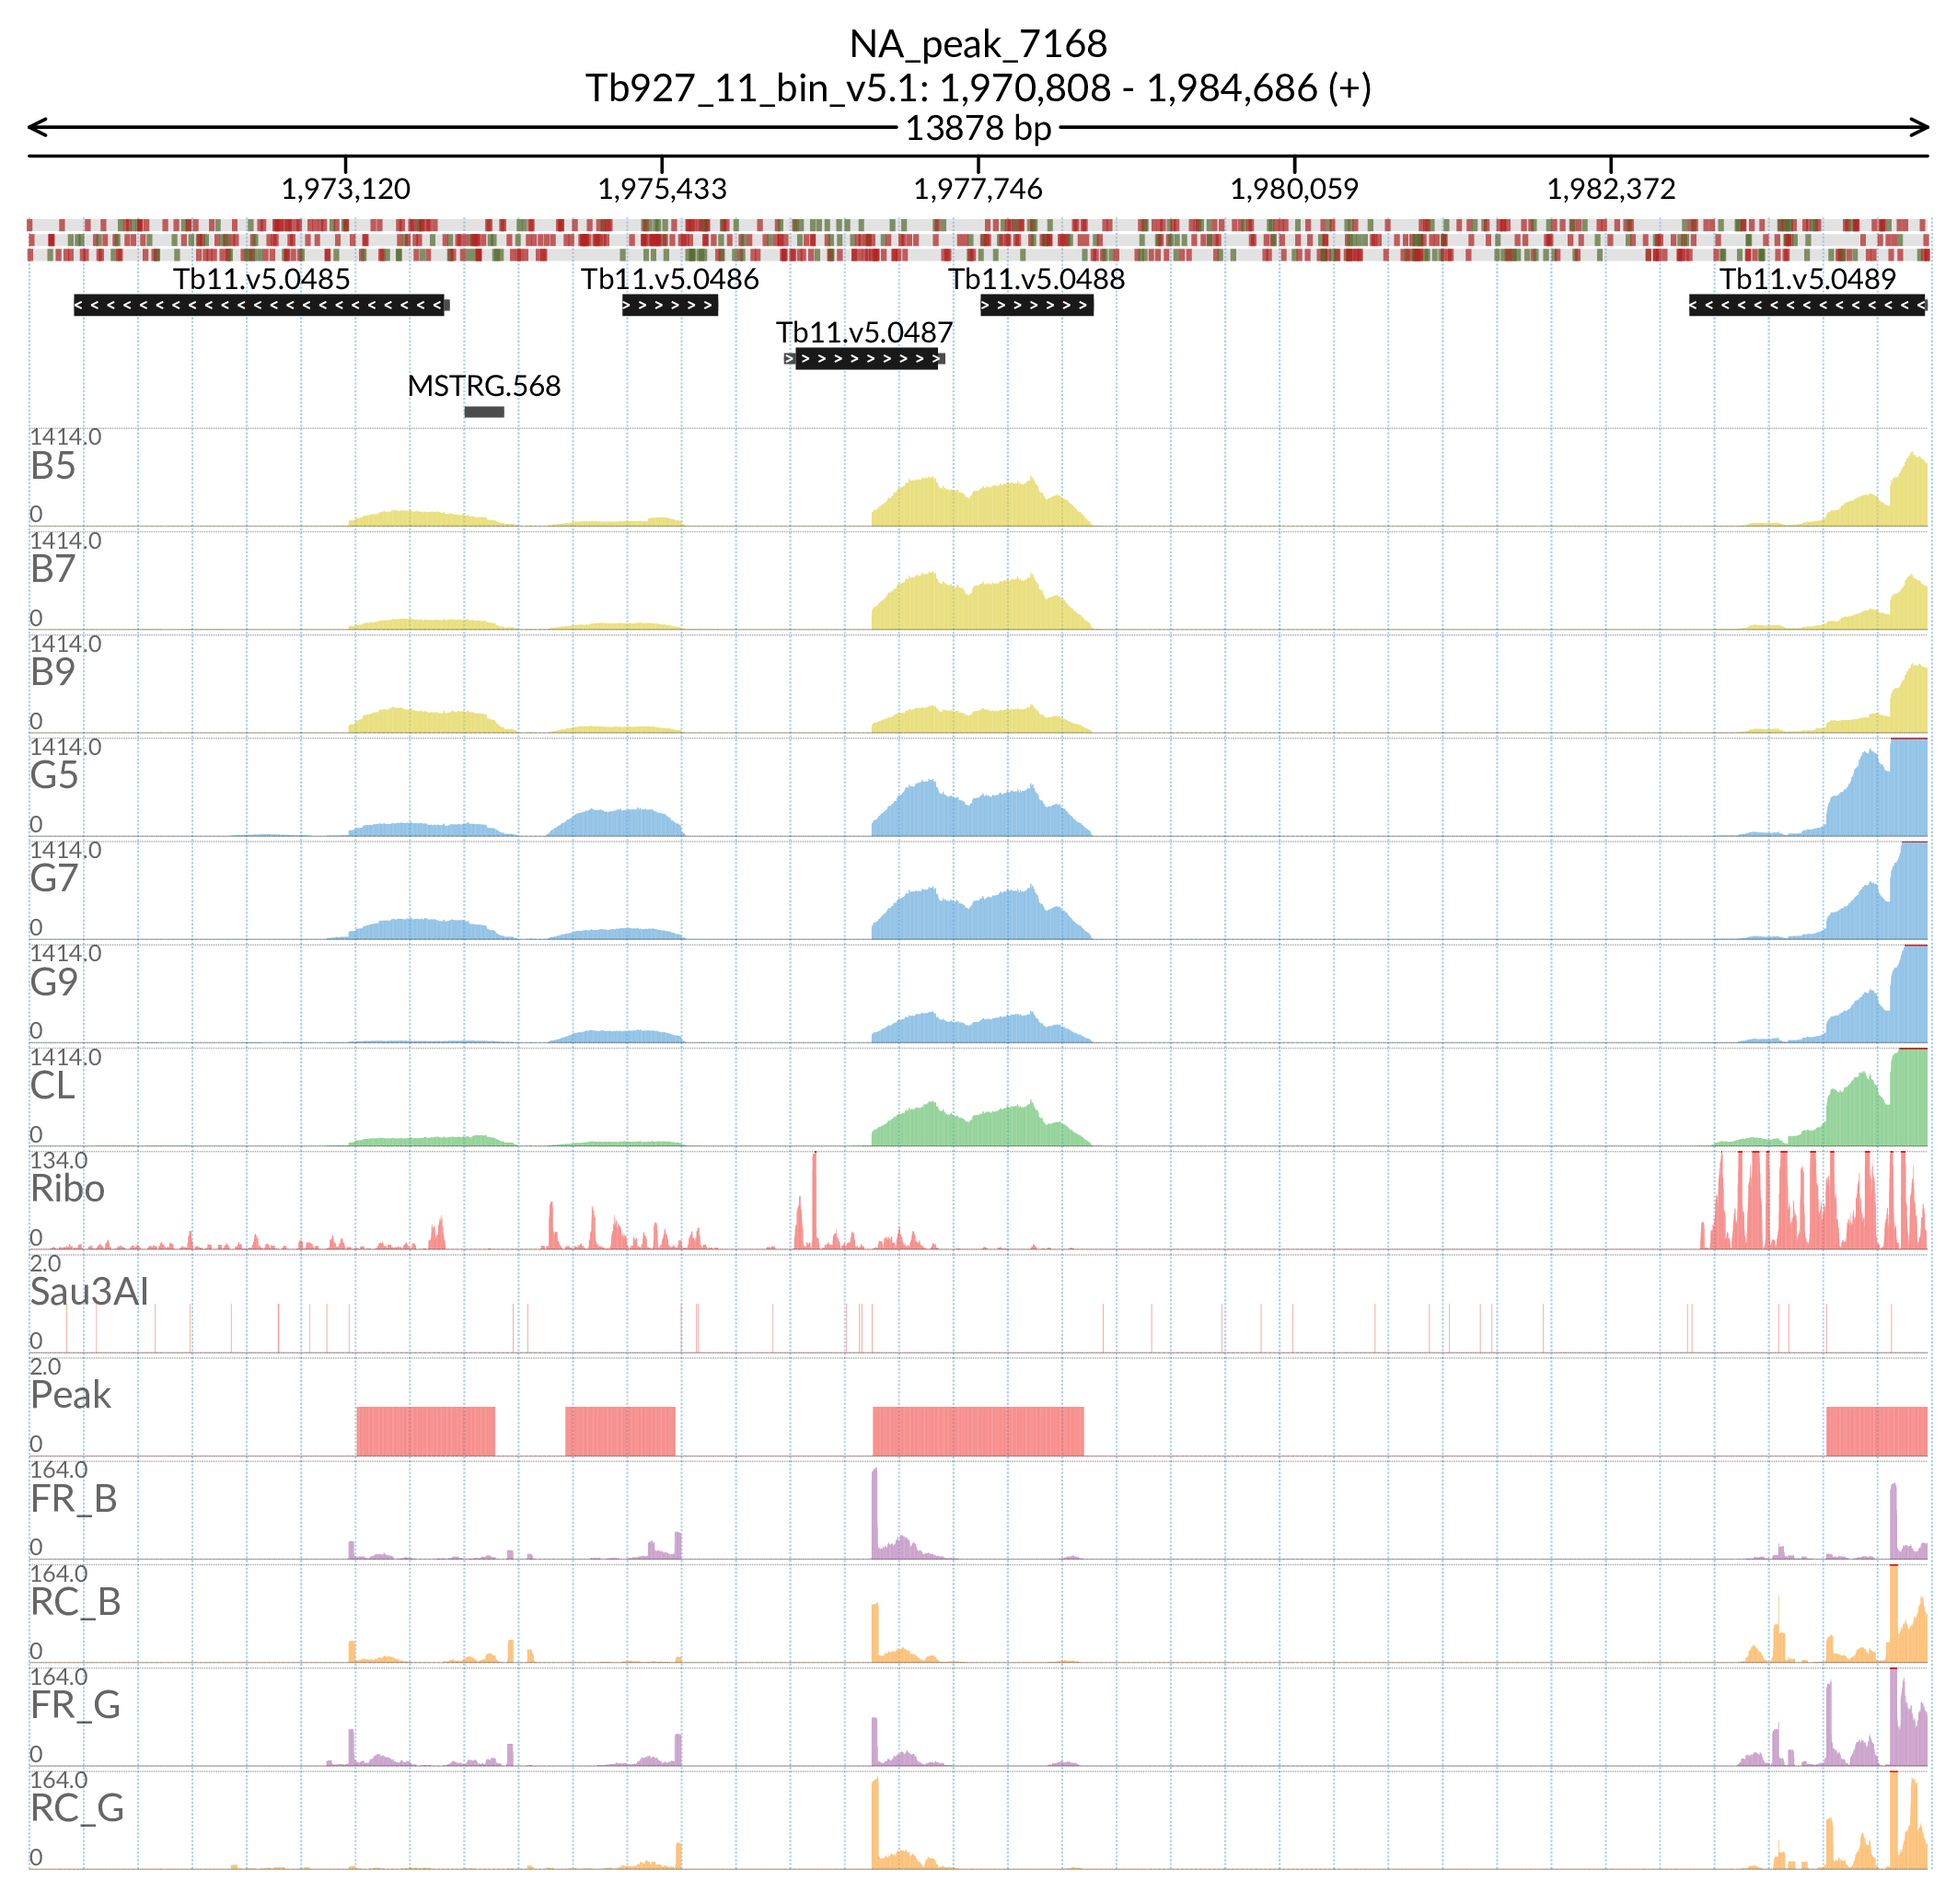 NA_peak_7168
Tb927_11_bin_v5.1: 1,970,808 - 1,984,686 (+)
13878 bp
1,973,120 1,975,433 1,977,746 1,980,059 1,982,372
Tb11.v5.0485 Tb11.v5.0486 Tb11.v5.0488 Tb11.v5.0489
Tb11.v5.0487
MSTRG.568
1414.0
B5
0
1414.0
B7
0
1414.0
B9
0
1414.0
G5
0
1414.0
G7
0
1414.0
G9
0
1414.0
CL
0
134.0
Ribo
0
2.0
Sau3AI
0
2.0
Peak
0
164.0
FR_B
0
164.0
RC_B
0
164.0
FR_G
0
164.0
RC_G
0